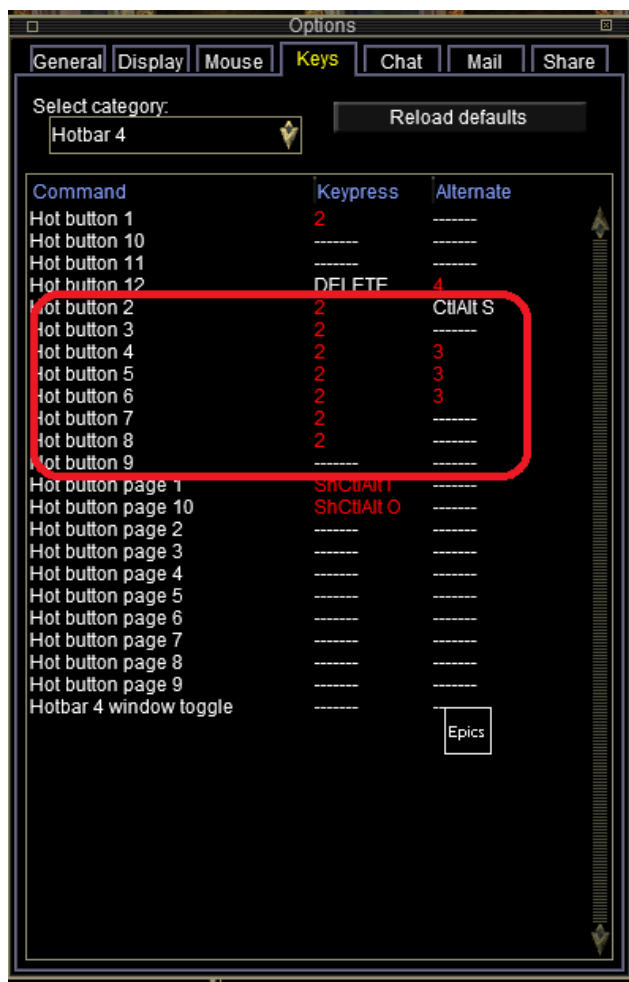 Options
General Display Mouse Keys Chat Mail Share
Select category:
Hotbar 4
Reload defaults
Command Keypress Alternate
Hot button 1 2 -------
Hot button 10 ------- -------
Hot button 11 ------- -------
Hot button 12 DELETE 4
Hot button 2 2 CtlAlt S
Hot button 3 2 -------
Hot button 4 2 3
Hot button 5 2 3
Hot button 6 2 3
Hot button 7 2 -------
Hot button 8 2 -------
Hot button 9 ------- -------
Hot button page 1 ShCtlAlt I -------
Hot button page 10 ShCtlAlt O -------
Hot button page 2 ------- -------
Hot button page 3 ------- -------
Hot button page 4 ------- -------
Hot button page 5 ------- -------
Hot button page 6 ------- -------
Hot button page 7 ------- -------
Hot button page 8 ------- -------
Hot button page 9 ------- -------
Hotbar 4 window toggle ------- -------
Epics